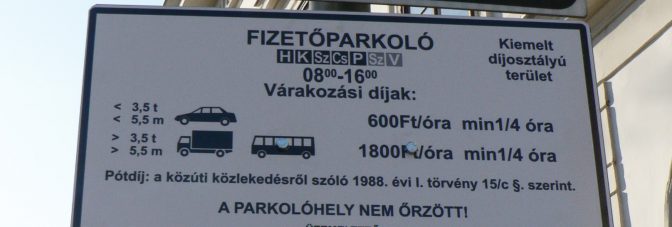 FIZETŐPARKOLÓ
Kiemelt
díjosztályú
terület
H K Sz Cs P Sz V
08⁰⁰-16⁰⁰
Várakozási díjak:
< 3,5 t
< 5,5 m
600Ft/óra min1/4 óra
> 3,5 t
> 5,5 m
1800Ft/óra min1/4 óra
Pótdíj: a közúti közlekedésről szóló 1988. évi I. törvény 15/c §. szerint.
A PARKOLÓHELY NEM ŐRZÖTT!